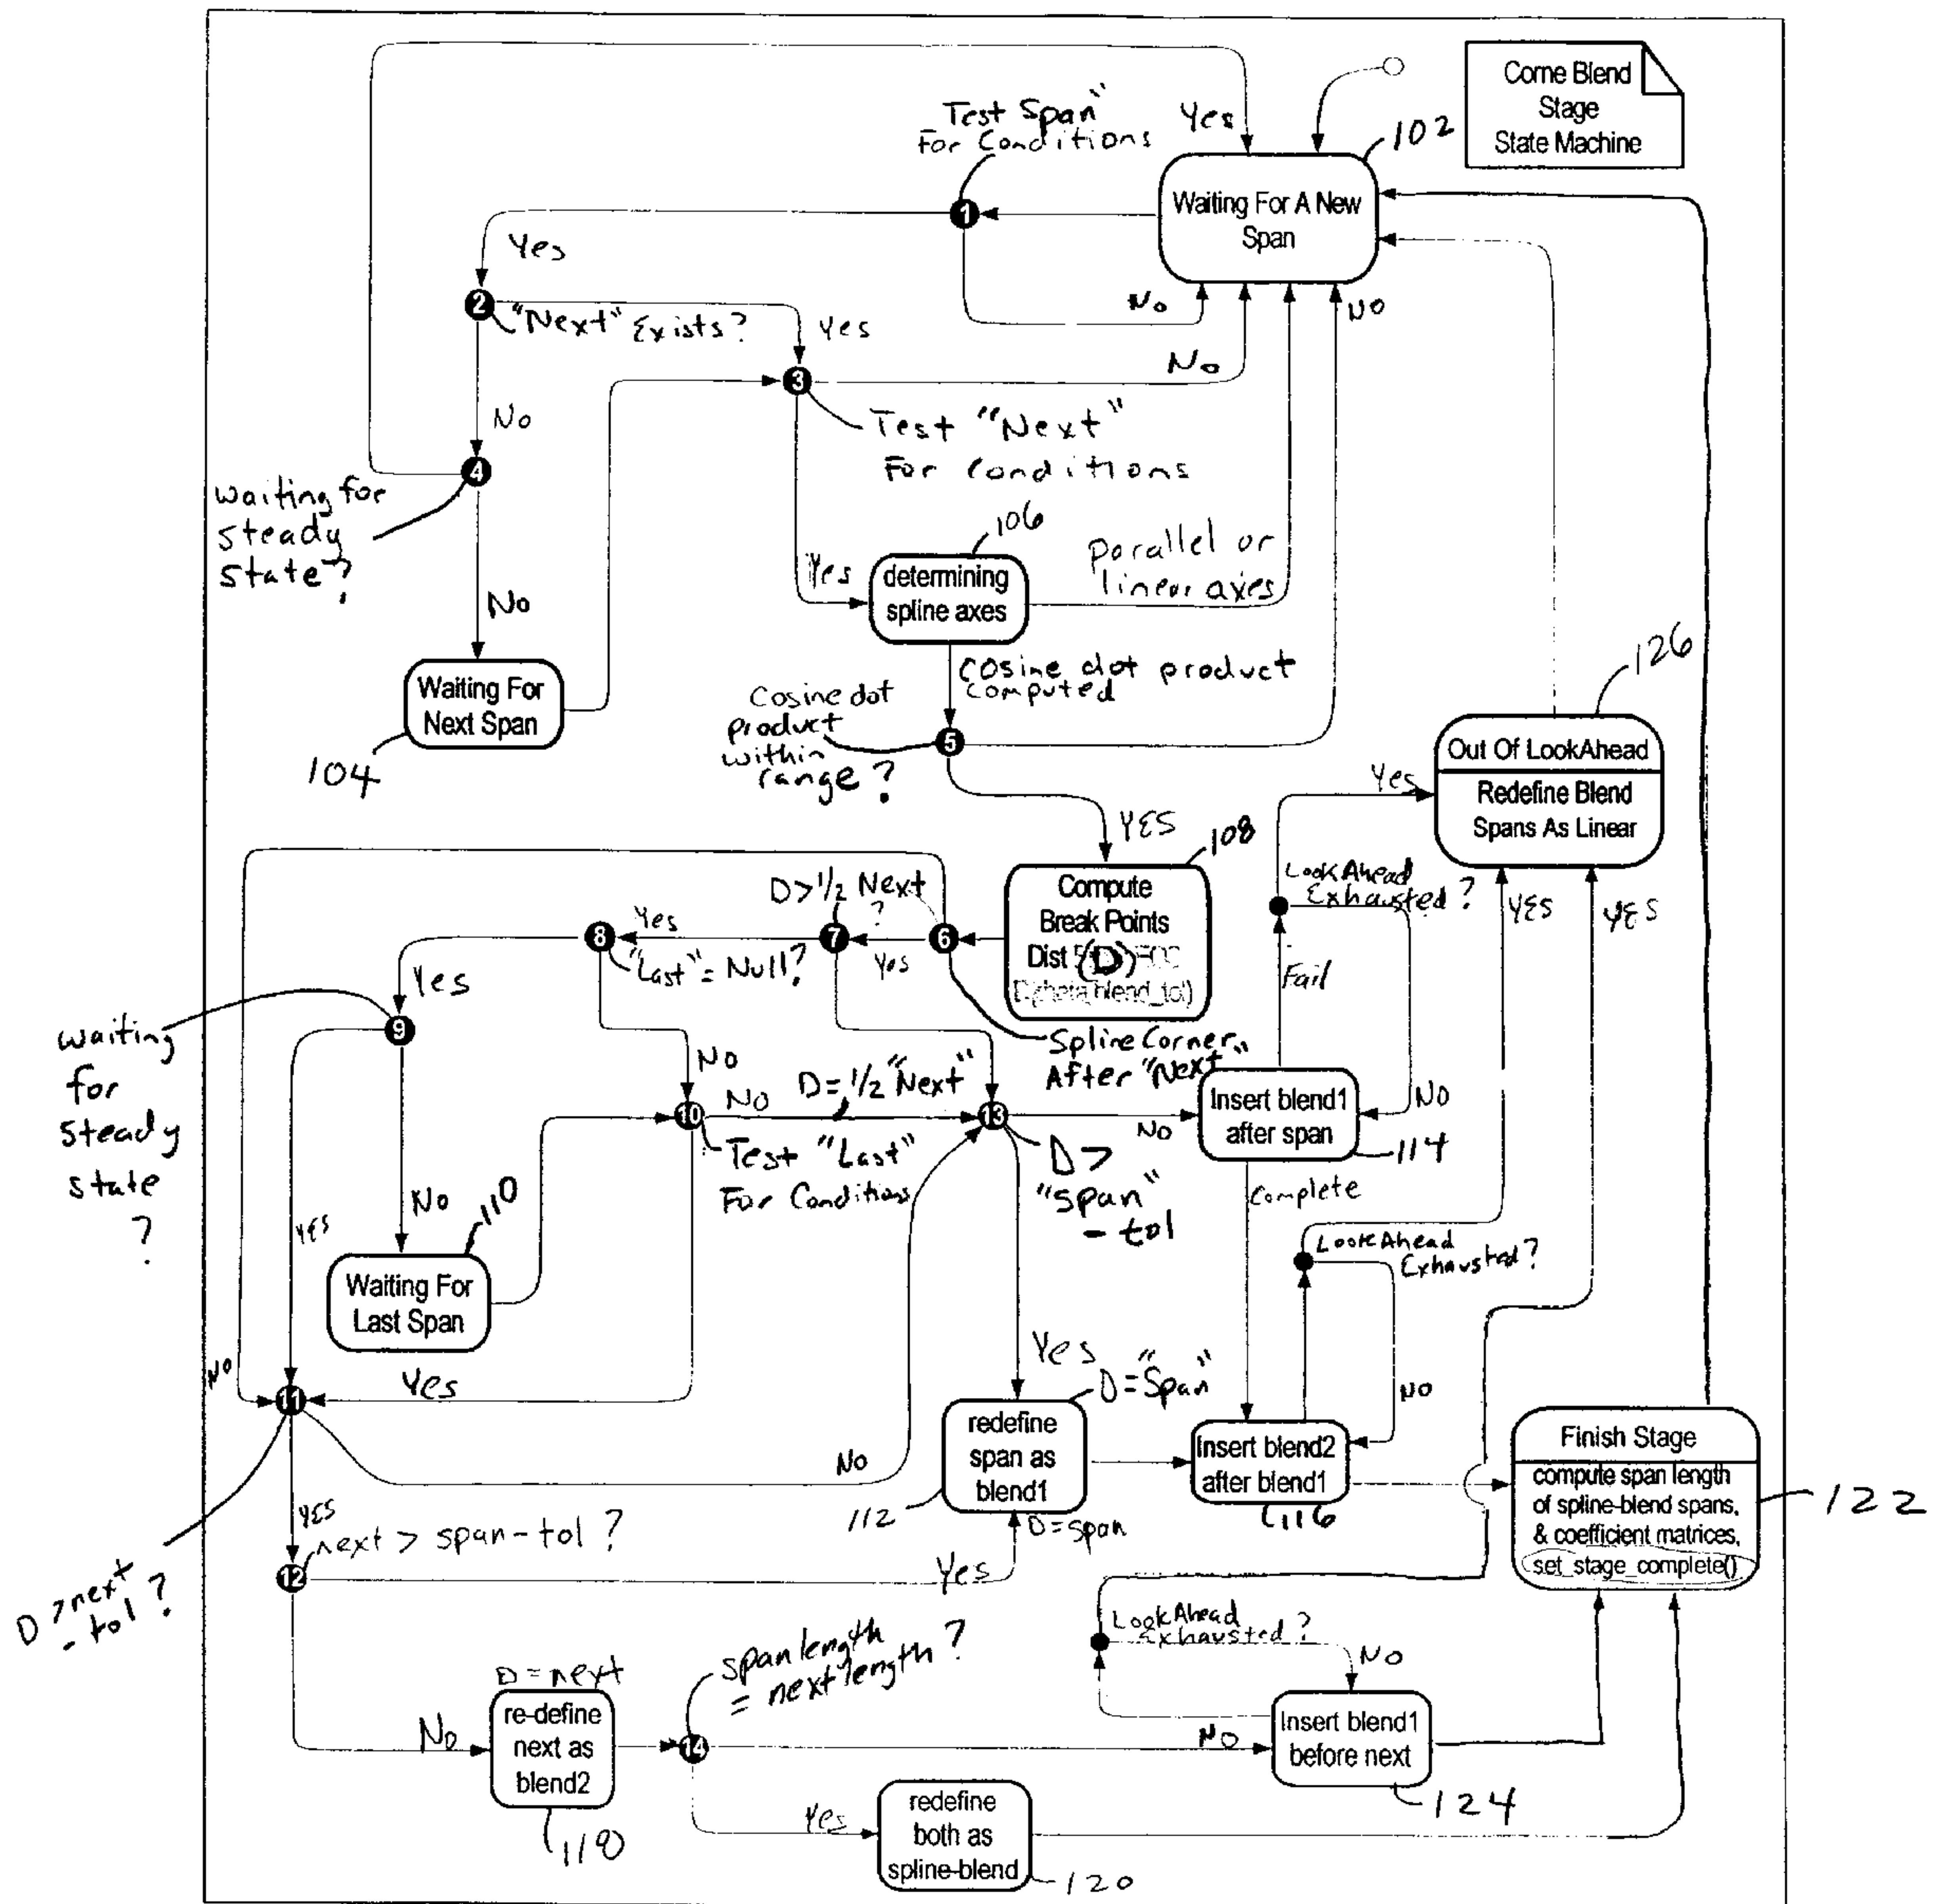 Corne Blend
Stage
State Machine
Test Span"
For Conditions
Yes
102
Waiting For A New
Span
1
Yes
No
No
2
"Next" Exists?
Yes
3
No
Test "Next"
For Conditions
No
4
waiting for
steady
state?
No
106
Yes
determining
spline axes
parallel or
linear axes
Waiting For
Next Span
104
cosine dot product
computed
Cosine dot
product
within
range?
5
YES
126
Out Of LookAhead
Redefine Blend
Spans As Linear
Yes
108
Compute
Break Points
Dist
(D)
blend_tol)
LookAhead
Exhausted?
YES
YES
D>1/2 Next
?
6
Yes
7
Yes
8
"Last"=Null?
Yes
9
waiting
for
steady
state
?
Fail
Spline Corner
After "Next"
No
D=1/2 "Next"
10
No
13
No
Insert blend1
after span
No
114
Test "Last"
For Conditions
D>
"span"
- tol
Complete
No
110
YES
Waiting For
Last Span
LookAhead
Exhausted?
No
Yes
No
11
Yes
D="Span"
redefine
span as
blend1
112
D=span
Insert blend2
after blend1
116
No
Finish Stage
compute span length
of spline-blend spans,
& coefficient matrices,
set_stage_complete()
122
No
D > next
- tol?
YES
next > span-tol?
12
Yes
LookAhead
Exhausted?
No
span length
= next length?
D=next
re-define
next as
blend2
No
118
14
No
Insert blend1
before next
124
Yes
redefine
both as
spline-blend
120